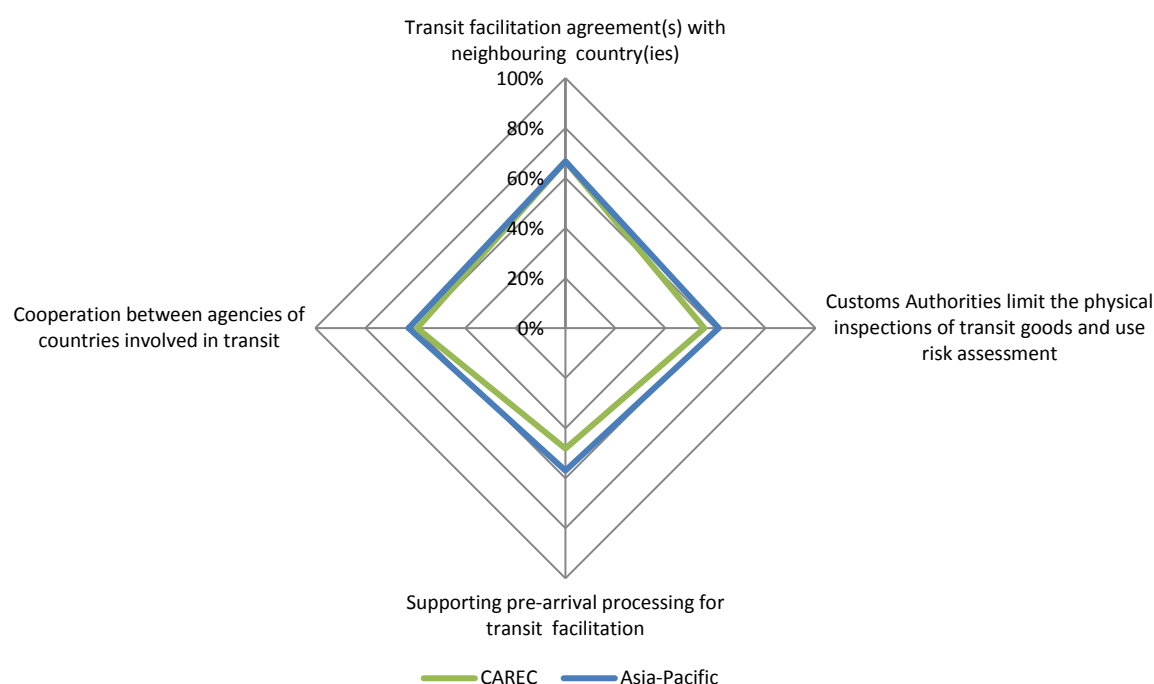 Transit facilitation agreement(s) with
neighbouring country(ies)
100%
80%
60%
40%
20%
0%
Customs Authorities limit the physical
inspections of transit goods and use
risk assessment
Cooperation between agencies of
countries involved in transit
Supporting pre-arrival processing for
transit facilitation
CAREC
Asia-Pacific